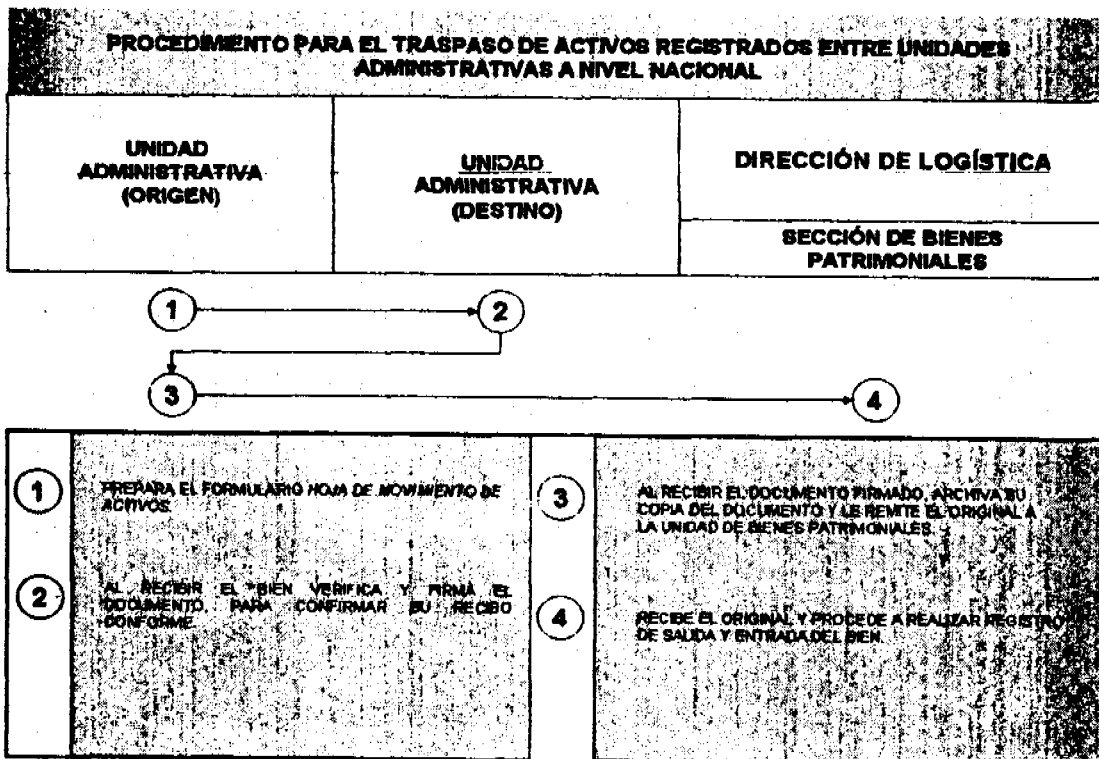 PROCEDIMIENTO PARA EL TRASPASO DE ACTIVOS REGISTRADOS ENTRE UNIDADES
ADMINISTRATIVAS A NIVEL NACIONAL
UNIDAD
ADMINISTRATIVA
(ORIGEN)
UNIDAD
ADMINISTRATIVA
(DESTINO)
DIRECCIÓN DE LOGÍSTICA
SECCIÓN DE BIENES
PATRIMONIALES
1
2
3
4
1
PREPARA EL FORMULARIO HOJA DE MOVIMIENTO DE
ACTIVOS.
2
AL RECIBIR EL BIEN VERIFICA Y FIRMA EL
DOCUMENTO, PARA CONFIRMAR SU RECIBO
CONFORME.
3
AL RECIBIR EL DOCUMENTO FIRMADO, ARCHIVA SU
COPIA DEL DOCUMENTO Y LE REMITE EL ORIGINAL A
LA UNIDAD DE BIENES PATRIMONIALES.
4
RECIBE EL ORIGINAL Y PROCEDE A REALIZAR REGISTRO
DE SALIDA Y ENTRADA DEL BIEN.